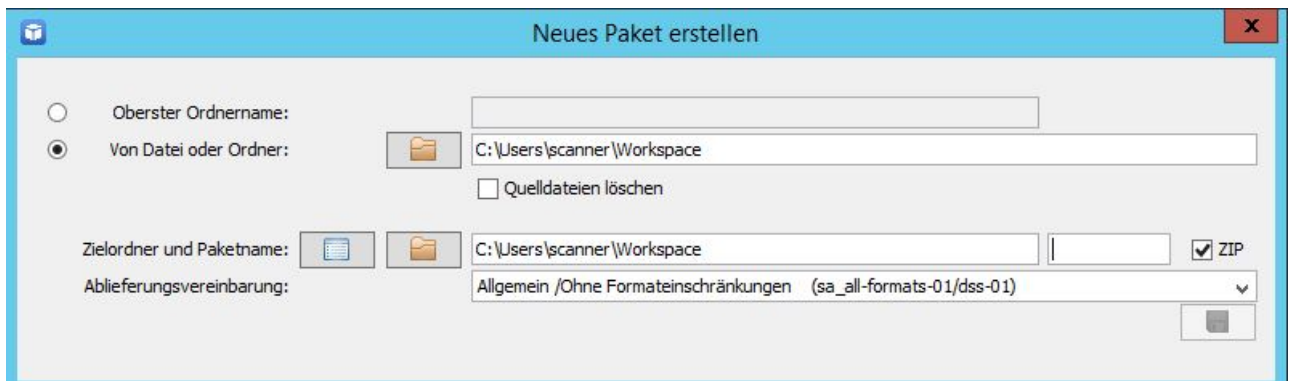 Neues Paket erstellen
x
Oberster Ordnername:
Von Datei oder Ordner: C:\Users\scanner\Workspace
Quelldateien löschen
Zielordner und Paketname: C:\Users\scanner\Workspace ZIP
Ablieferungsvereinbarung: Allgemein /Ohne Formateinschränkungen (sa_all-formats-01/dss-01)